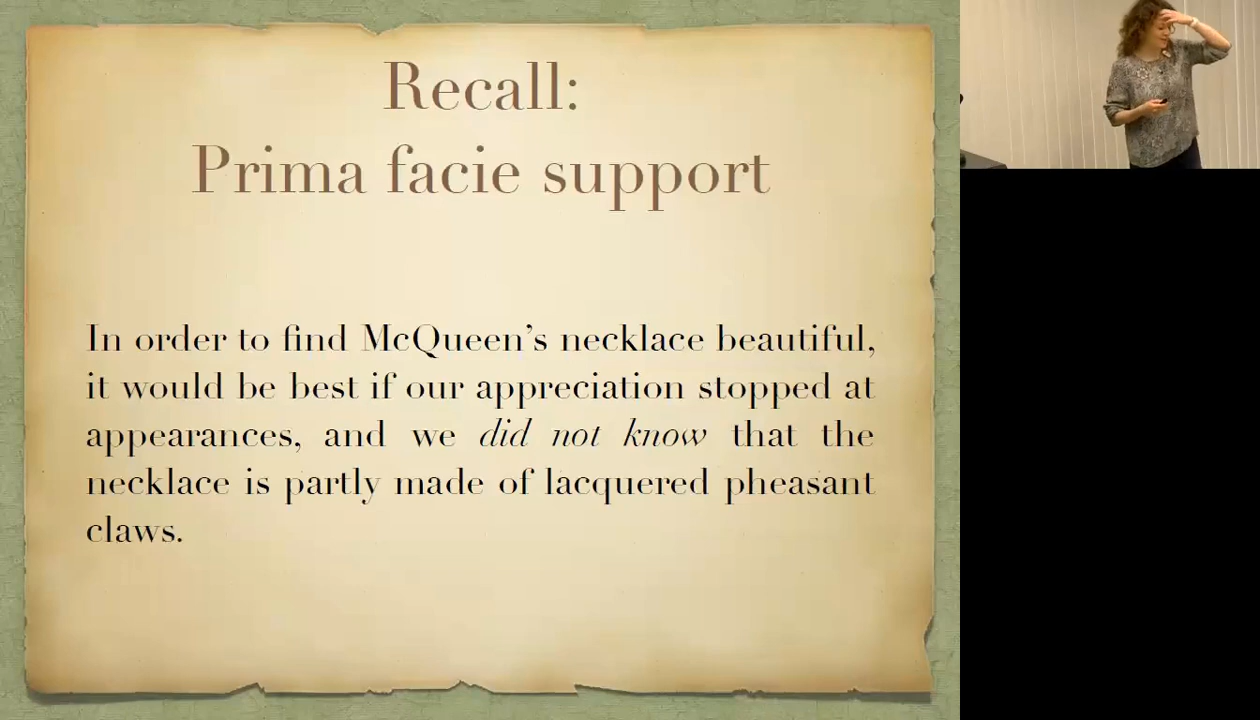 Recall:
Prima facie support
In order to find McQueen's necklace beautiful,
it would be best if our appreciation stopped at
appearances, and we did not know that the
necklace is partly made of lacquered pheasant
claws.